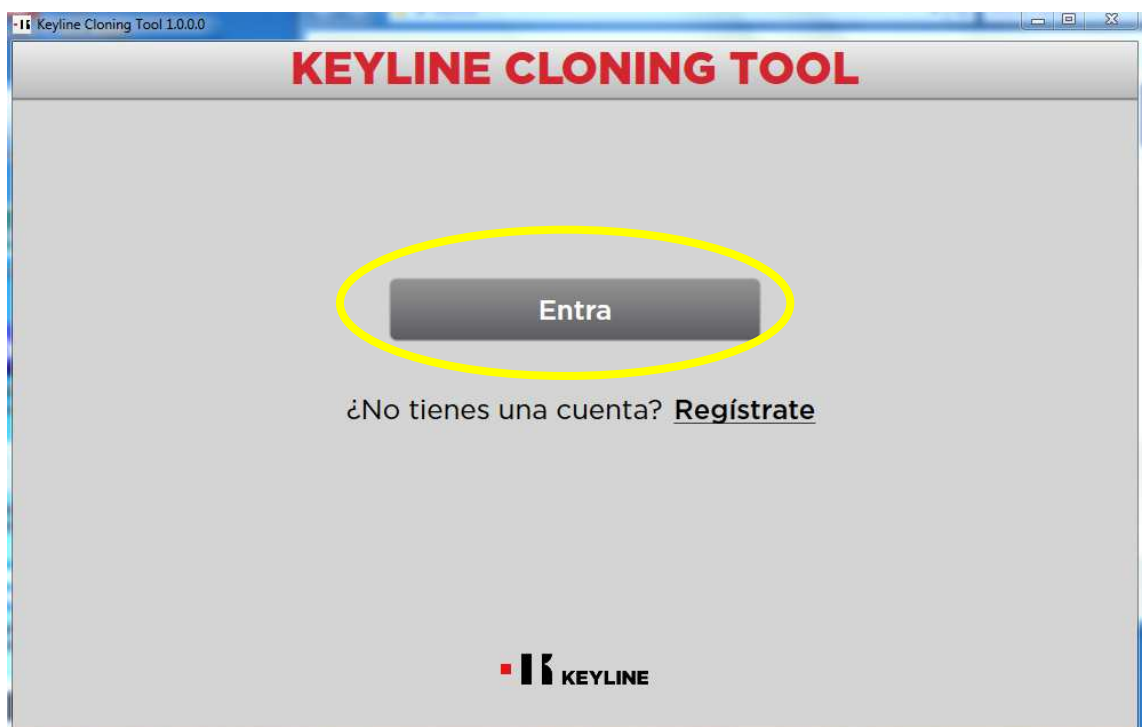 Keyline Cloning Tool 1.0.0.0
KEYLINE CLONING TOOL
Entra
¿No tienes una cuenta? Regístrate
KEYLINE